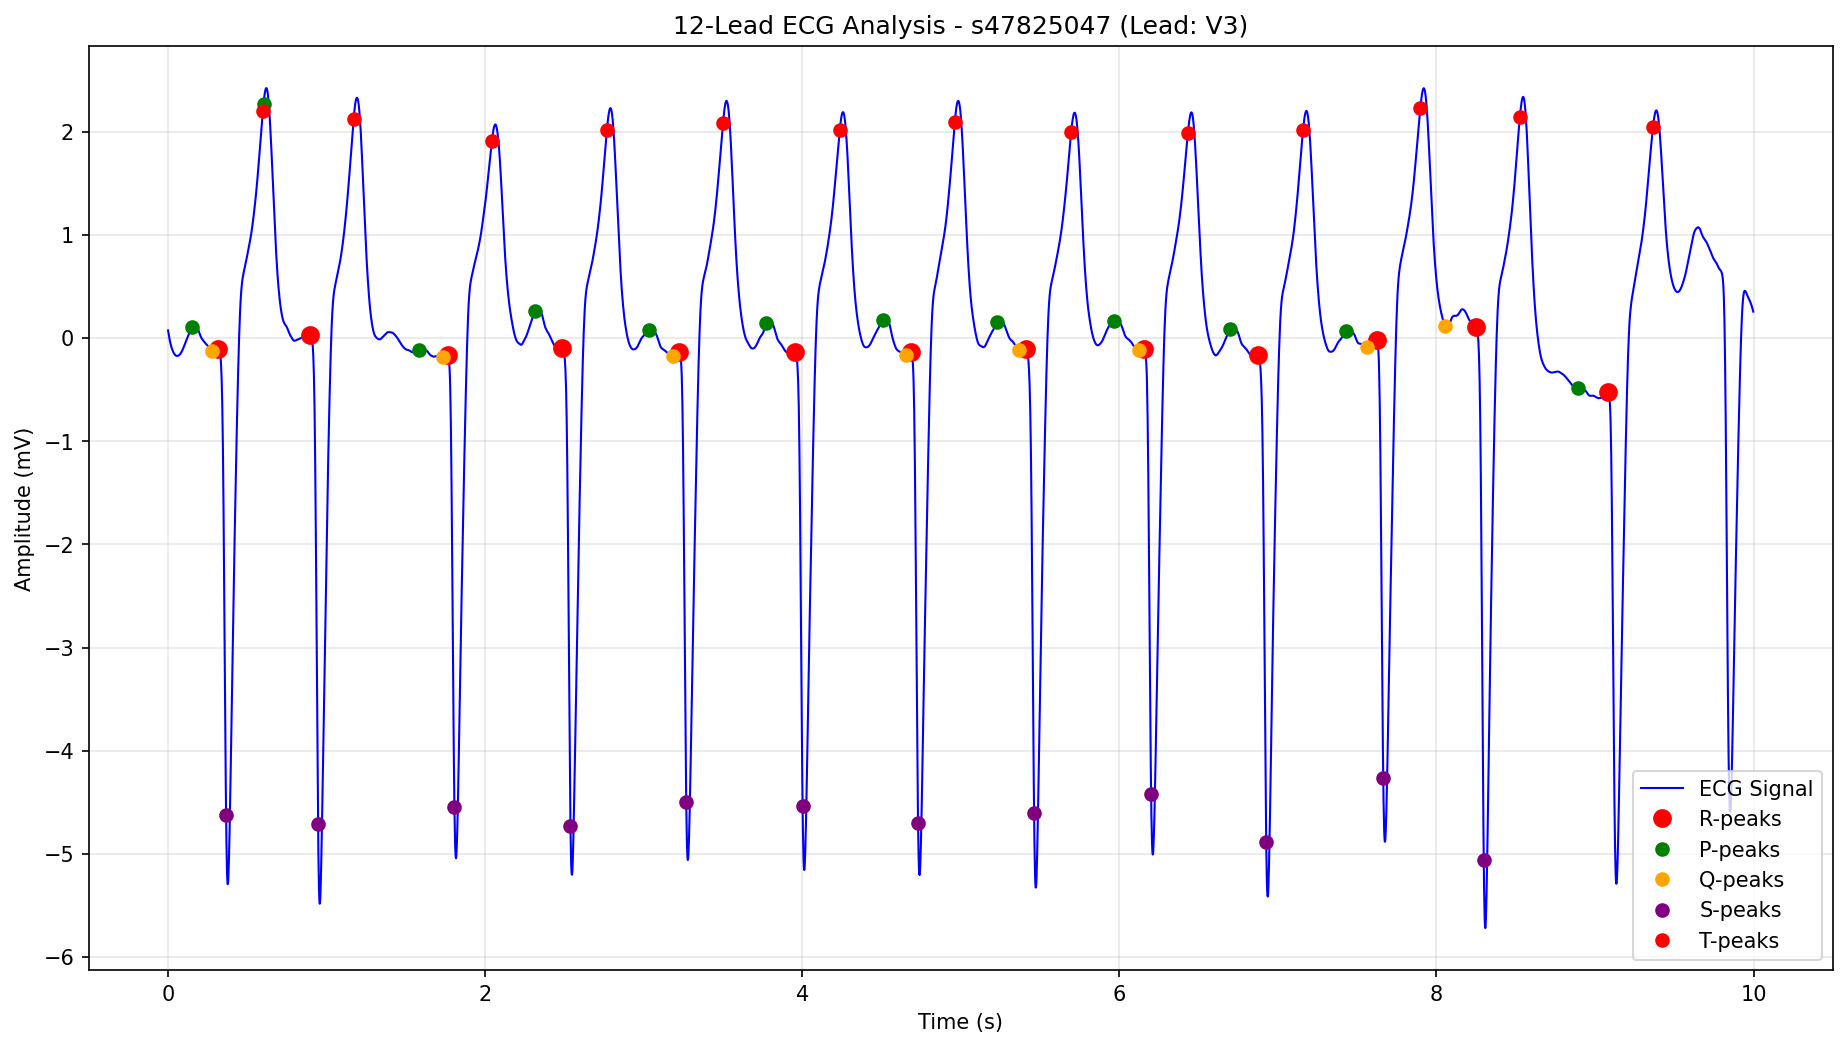 12-Lead ECG Analysis - s47825047 (Lead: V3)
Amplitude (mV)
2
1
0
−1
−2
−3
−4
−5
−6
0 2 4 6 8 10
Time (s)
ECG Signal
R-peaks
P-peaks
Q-peaks
S-peaks
T-peaks